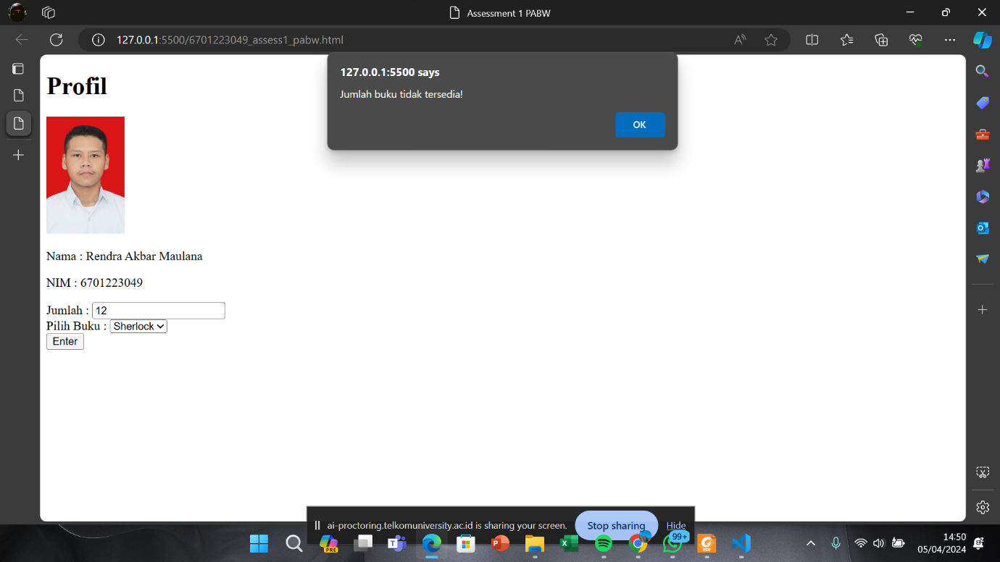 Assessment 1 PABW
127.0.0.1:5500/6701223049_assess1_pabw.html
127.0.0.1:5500 says
Jumlah buku tidak tersedia!
OK
Profil
Nama : Rendra Akbar Maulana
NIM : 6701223049
Jumlah : 12
Pilih Buku : Sherlock
Enter
ai-proctoring.telkomuniversity.ac.id is sharing your screen.
Stop sharing
Hide
PRE
99+
PDF
14:50
05/04/2024